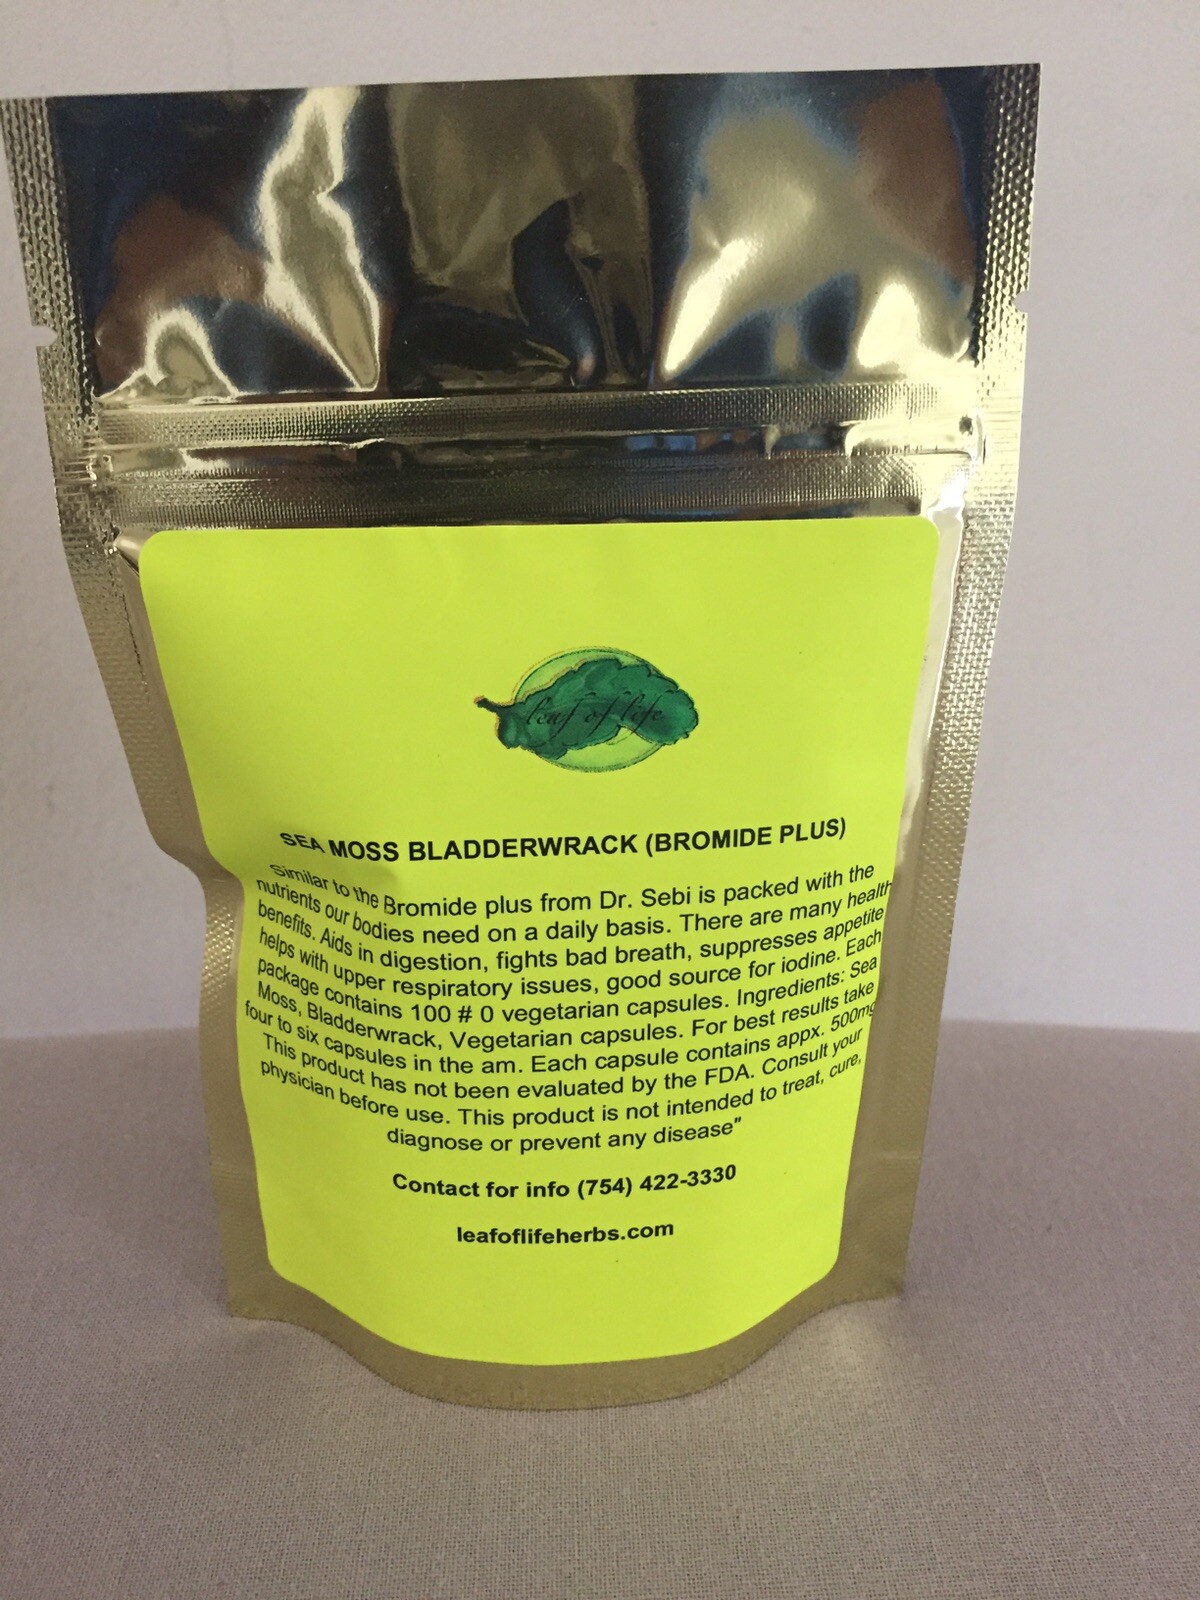 leaf of life
SEA MOSS BLADDERWRACK (BROMIDE PLUS)
Similar to the Bromide plus from Dr. Sebi is packed with the
nutrients our bodies need on a daily basis. There are many health
benefits. Aids in digestion, fights bad breath, suppresses appetite
helps with upper respiratory issues, good source for iodine. Each
package contains 100 # 0 vegetarian capsules. Ingredients: Sea
Moss, Bladderwrack, Vegetarian capsules. For best results take
four to six capsules in the am. Each capsule contains appx. 500mg
This product has not been evaluated by the FDA. Consult your
physician before use. This product is not intended to treat, cure,
diagnose or prevent any disease"
Contact for info (754) 422-3330
leafoflifeherbs.com